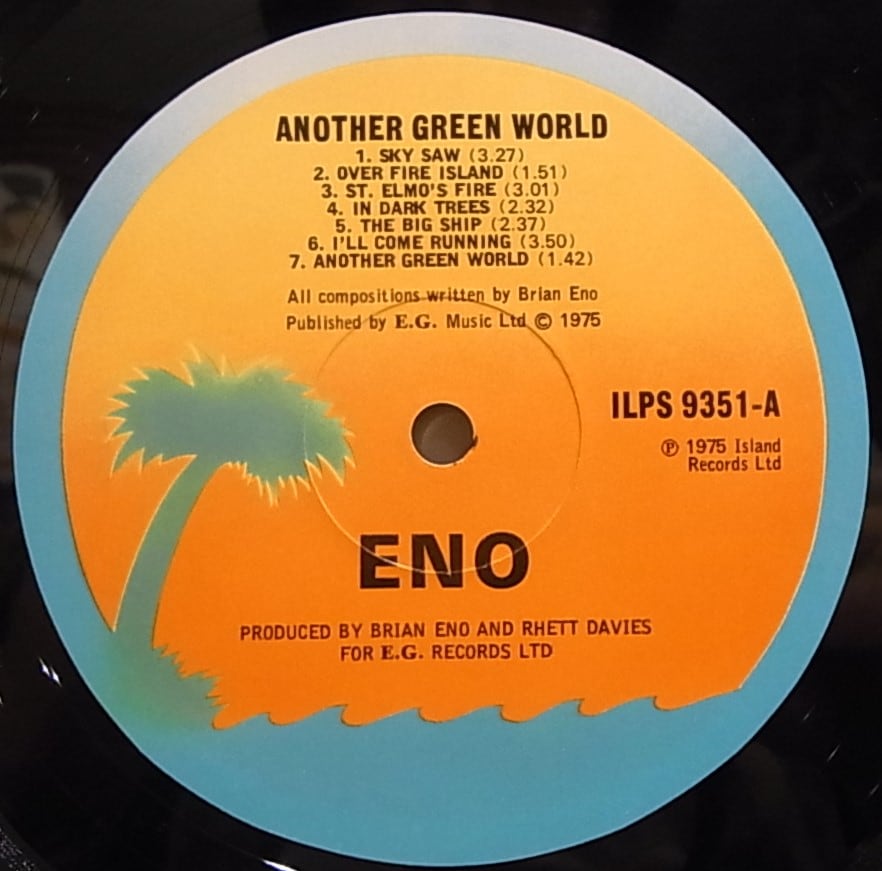 ANOTHER GREEN WORLD
1. SKY SAW (3.27)
2. OVER FIRE ISLAND (1.51)
3. ST. ELMO'S FIRE (3.01)
4. IN DARK TREES (2.32)
5. THE BIG SHIP (2.37)
6. I'LL COME RUNNING (3.50)
7. ANOTHER GREEN WORLD (1.42)
All compositions written by Brian Eno
Published by E.G. Music Ltd © 1975
ILPS 9351-A
℗ 1975 Island
Records Ltd
ENO
PRODUCED BY BRIAN ENO AND RHETT DAVIES
FOR E.G. RECORDS LTD